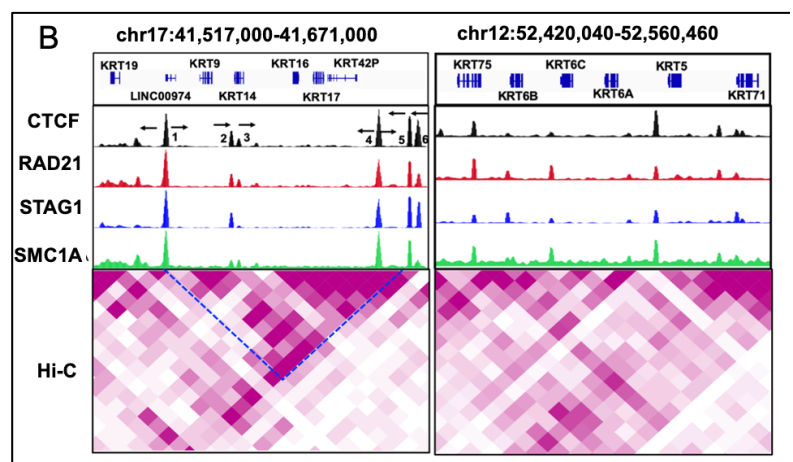 B
chr17:41,517,000-41,671,000
chr12:52,420,040-52,560,460
KRT19 KRT9 KRT16 KRT42P
LINC00974 KRT14 KRT17
KRT75 KRT6C KRT5
KRT6B KRT6A KRT71
CTCF
1 2 3 4 5 6
RAD21
STAG1
SMC1A
Hi-C